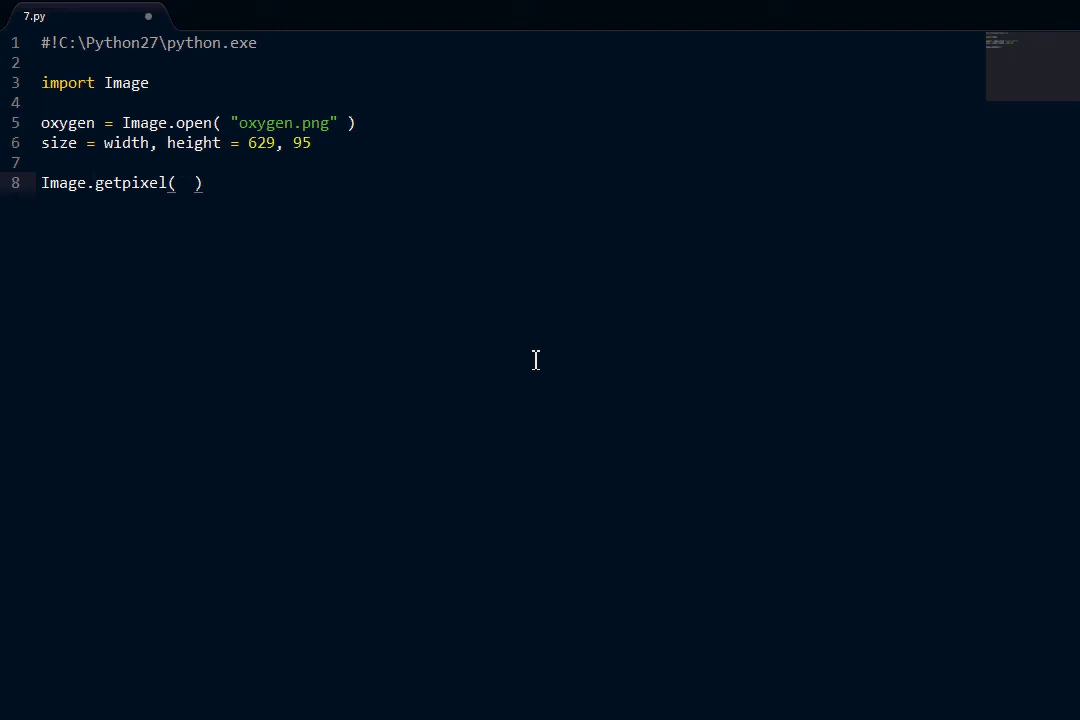 7.py
1 #!C:\Python27\python.exe
2
3 import Image
4
5 oxygen = Image.open( "oxygen.png" )
6 size = width, height = 629, 95
7
8 Image.getpixel(  )